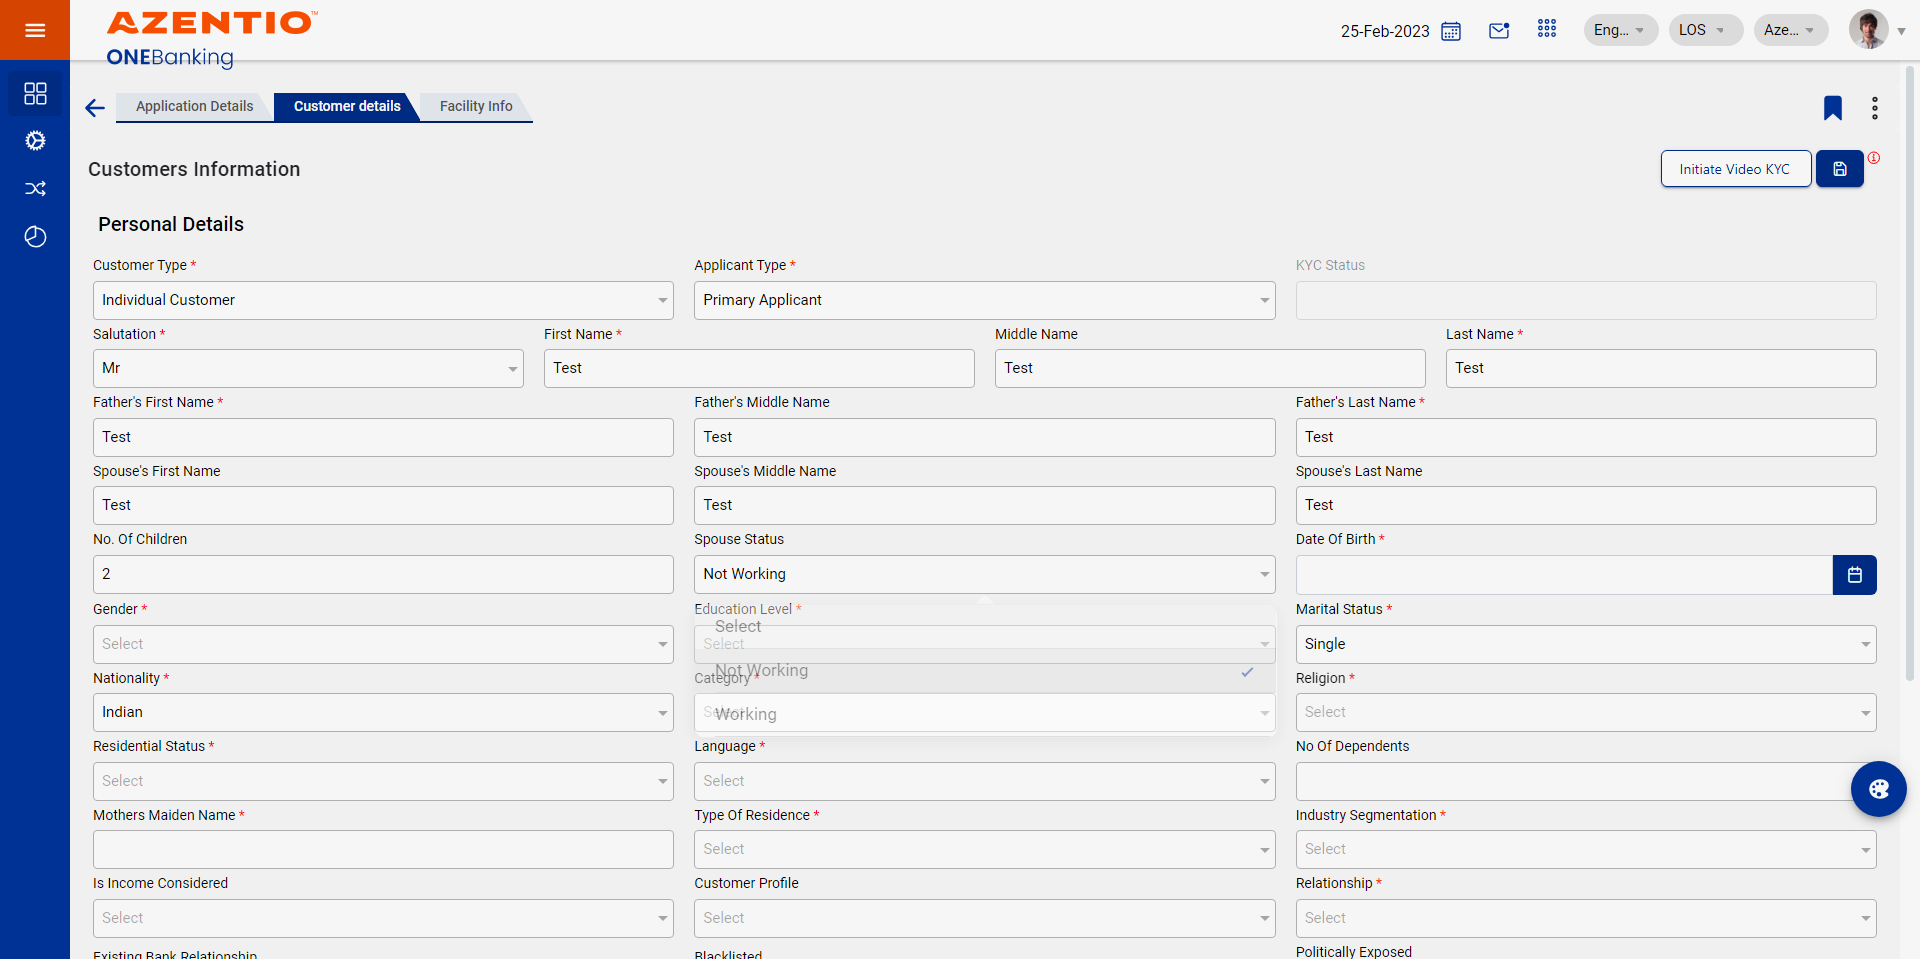 AZENTIO™
ONEBanking
25-Feb-2023
Eng...
LOS
Aze...
Application Details
Customer details
Facility Info
Customers Information
Initiate Video KYC
Personal Details
Customer Type *
Applicant Type *
KYC Status
Individual Customer
Primary Applicant
Salutation *
First Name *
Middle Name
Last Name *
Mr
Test
Test
Test
Father's First Name *
Father's Middle Name
Father's Last Name *
Test
Test
Test
Spouse's First Name
Spouse's Middle Name
Spouse's Last Name
Test
Test
Test
No. Of Children
Spouse Status
Date Of Birth *
2
Not Working
Gender *
Education Level *
Marital Status *
Select
Select
Select
Single
Not Working
Nationality *
Category *
Religion *
Indian
Select
Working
Select
Residential Status *
Language *
No Of Dependents
Select
Select
Mothers Maiden Name *
Type Of Residence *
Industry Segmentation *
Select
Select
Is Income Considered
Customer Profile
Relationship *
Select
Select
Select
Existing Bank Relationship
Blacklisted
Politically Exposed